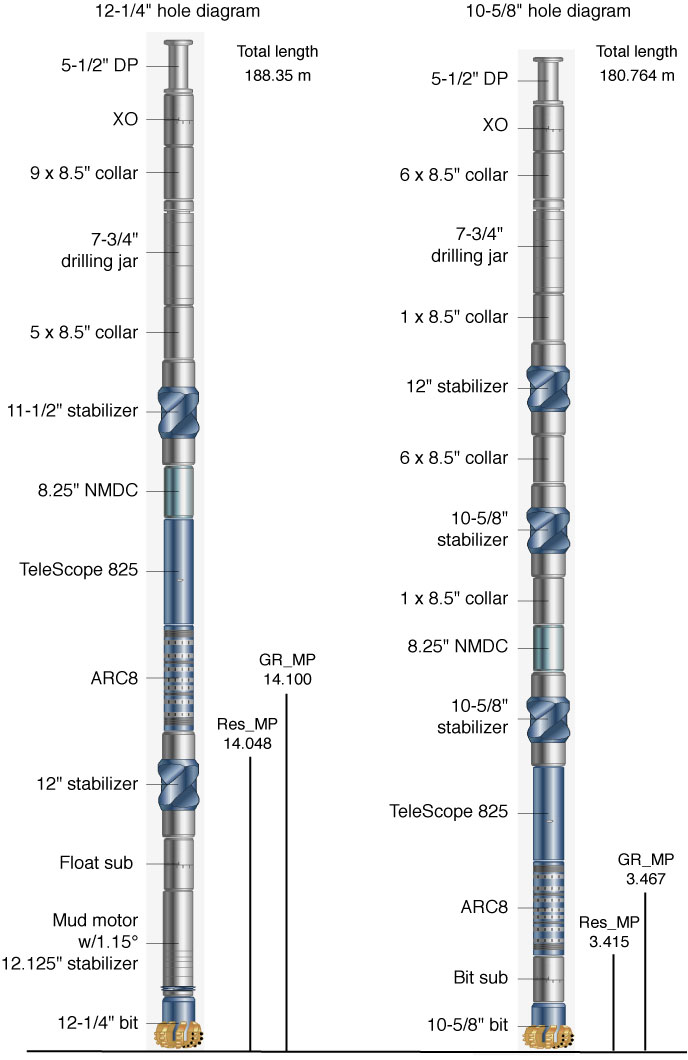 12-1/4" hole diagram
Total length
188.35 m
5-1/2" DP
XO
9 x 8.5" collar
7-3/4"
drilling jar
5 x 8.5" collar
11-1/2" stabilizer
8.25" NMDC
TeleScope 825
ARC8
GR_MP
14.100
Res_MP
14.048
12" stabilizer
Float sub
Mud motor
w/1.15°
12.125" stabilizer
12-1/4" bit
10-5/8" hole diagram
Total length
180.764 m
5-1/2" DP
XO
6 x 8.5" collar
7-3/4"
drilling jar
1 x 8.5" collar
12" stabilizer
6 x 8.5" collar
10-5/8"
stabilizer
1 x 8.5" collar
8.25" NMDC
10-5/8"
stabilizer
TeleScope 825
GR_MP
3.467
ARC8
Res_MP
3.415
Bit sub
10-5/8" bit